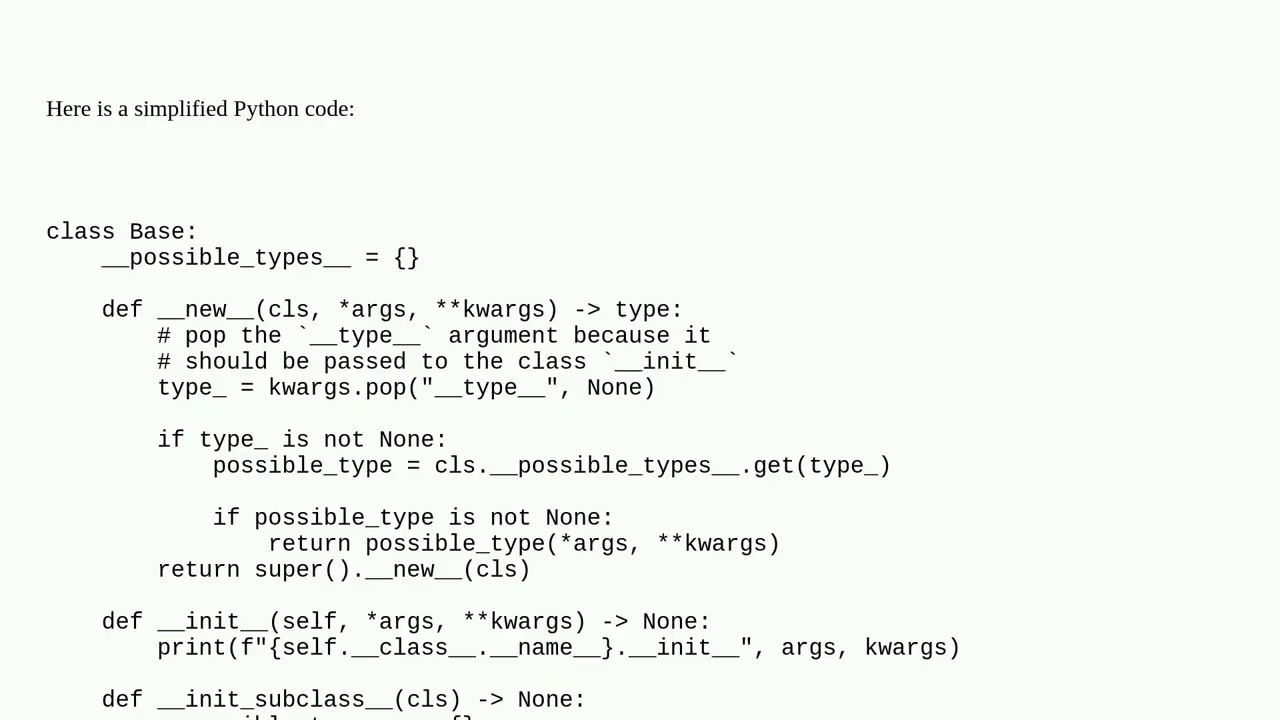 Here is a simplified Python code:
class Base:
    __possible_types__ = {}
    def __new__(cls, *args, **kwargs) -> type:
        # pop the `__type__` argument because it
        # should be passed to the class `__init__`
        type_ = kwargs.pop("__type__", None)
        if type_ is not None:
            possible_type = cls.__possible_types__.get(type_)
            if possible_type is not None:
                return possible_type(*args, **kwargs)
        return super().__new__(cls)
    def __init__(self, *args, **kwargs) -> None:
        print(f"{self.__class__.__name__}.__init__", args, kwargs)
    def __init_subclass__(cls) -> None: